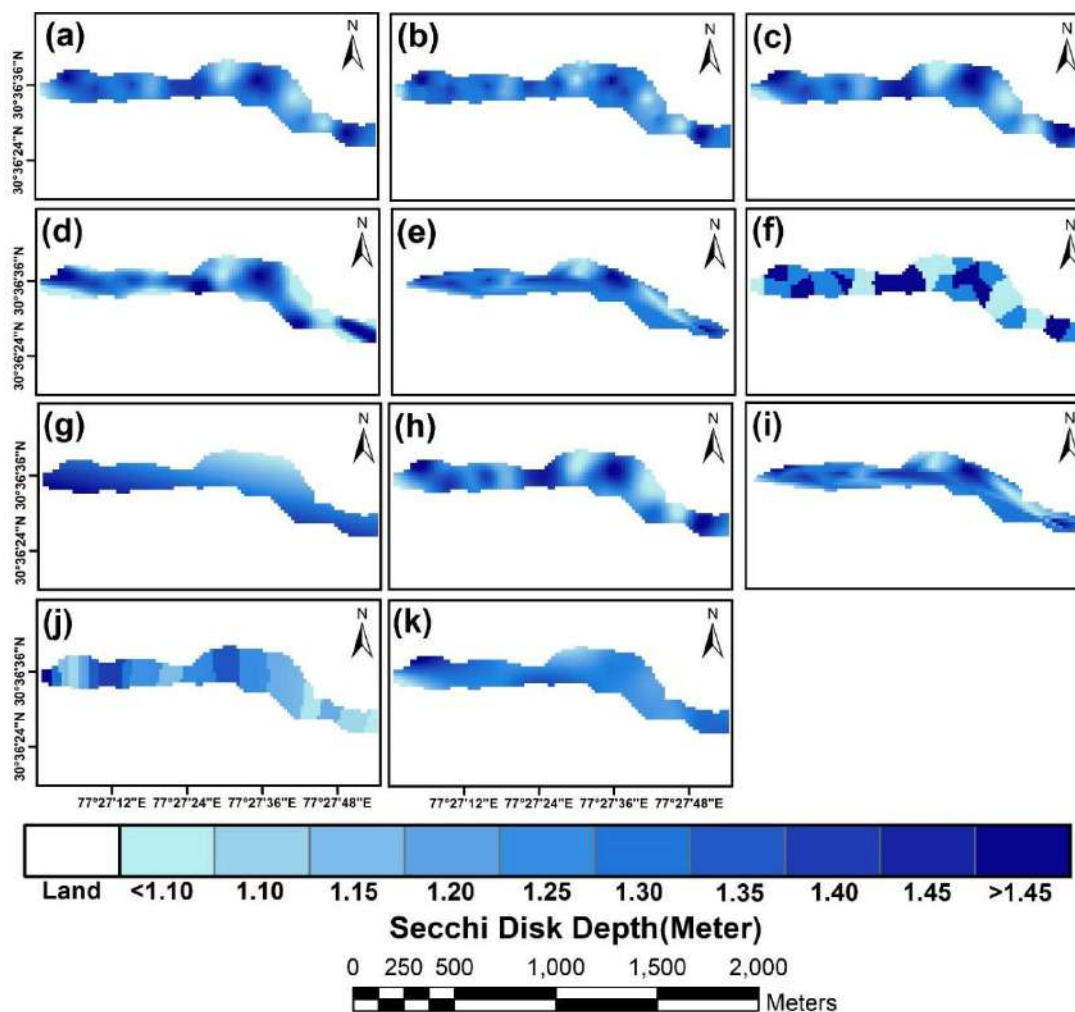 (a) N (b) N (c) N
30°36'36"N
30°36'24"N
(d) N (e) N (f) N
30°36'36"N
30°36'24"N
(g) N (h) N (i) N
30°36'36"N
30°36'24"N
(j) N (k) N
30°36'36"N
30°36'24"N
77°27'12"E 77°27'24"E 77°27'36"E 77°27'48"E 77°27'12"E 77°27'24"E 77°27'36"E 77°27'48"E
Land <1.10 1.10 1.15 1.20 1.25 1.30 1.35 1.40 1.45 >1.45
Secchi Disk Depth(Meter)
0 250 500 1,000 1,500 2,000
Meters